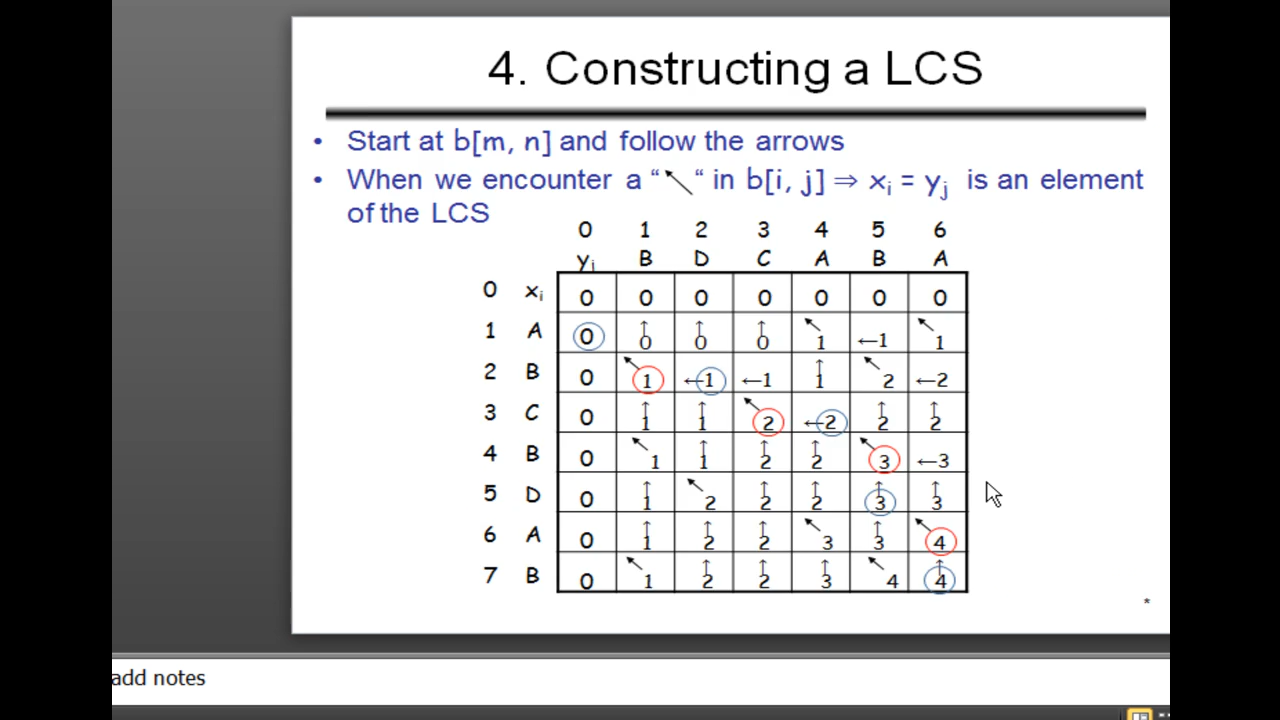 4. Constructing a LCS
• Start at b[m, n] and follow the arrows
• When we encounter a “↖“ in b[i, j] ⇒ xi = yj is an element
of the LCS
0 1 2 3 4 5 6
yj B D C A B A
0 xi 0 0 0 0 0 0 0
1 A 0 ↑0 ↑0 ↑0 ↖1 ←1 ↖1
2 B 0 ↖1 ←1 ←1 ↑1 ↖2 ←2
3 C 0 ↑1 ↑1 ↖2 ←2 ↑2 ↑2
4 B 0 ↖1 ↑1 ↑2 ↑2 ↖3 ←3
5 D 0 ↑1 ↖2 ↑2 ↑2 ↑3 ↑3
6 A 0 ↑1 ↑2 ↑2 ↖3 ↑3 ↖4
7 B 0 ↖1 ↑2 ↑2 ↑3 ↖4 ↑4
*
add notes